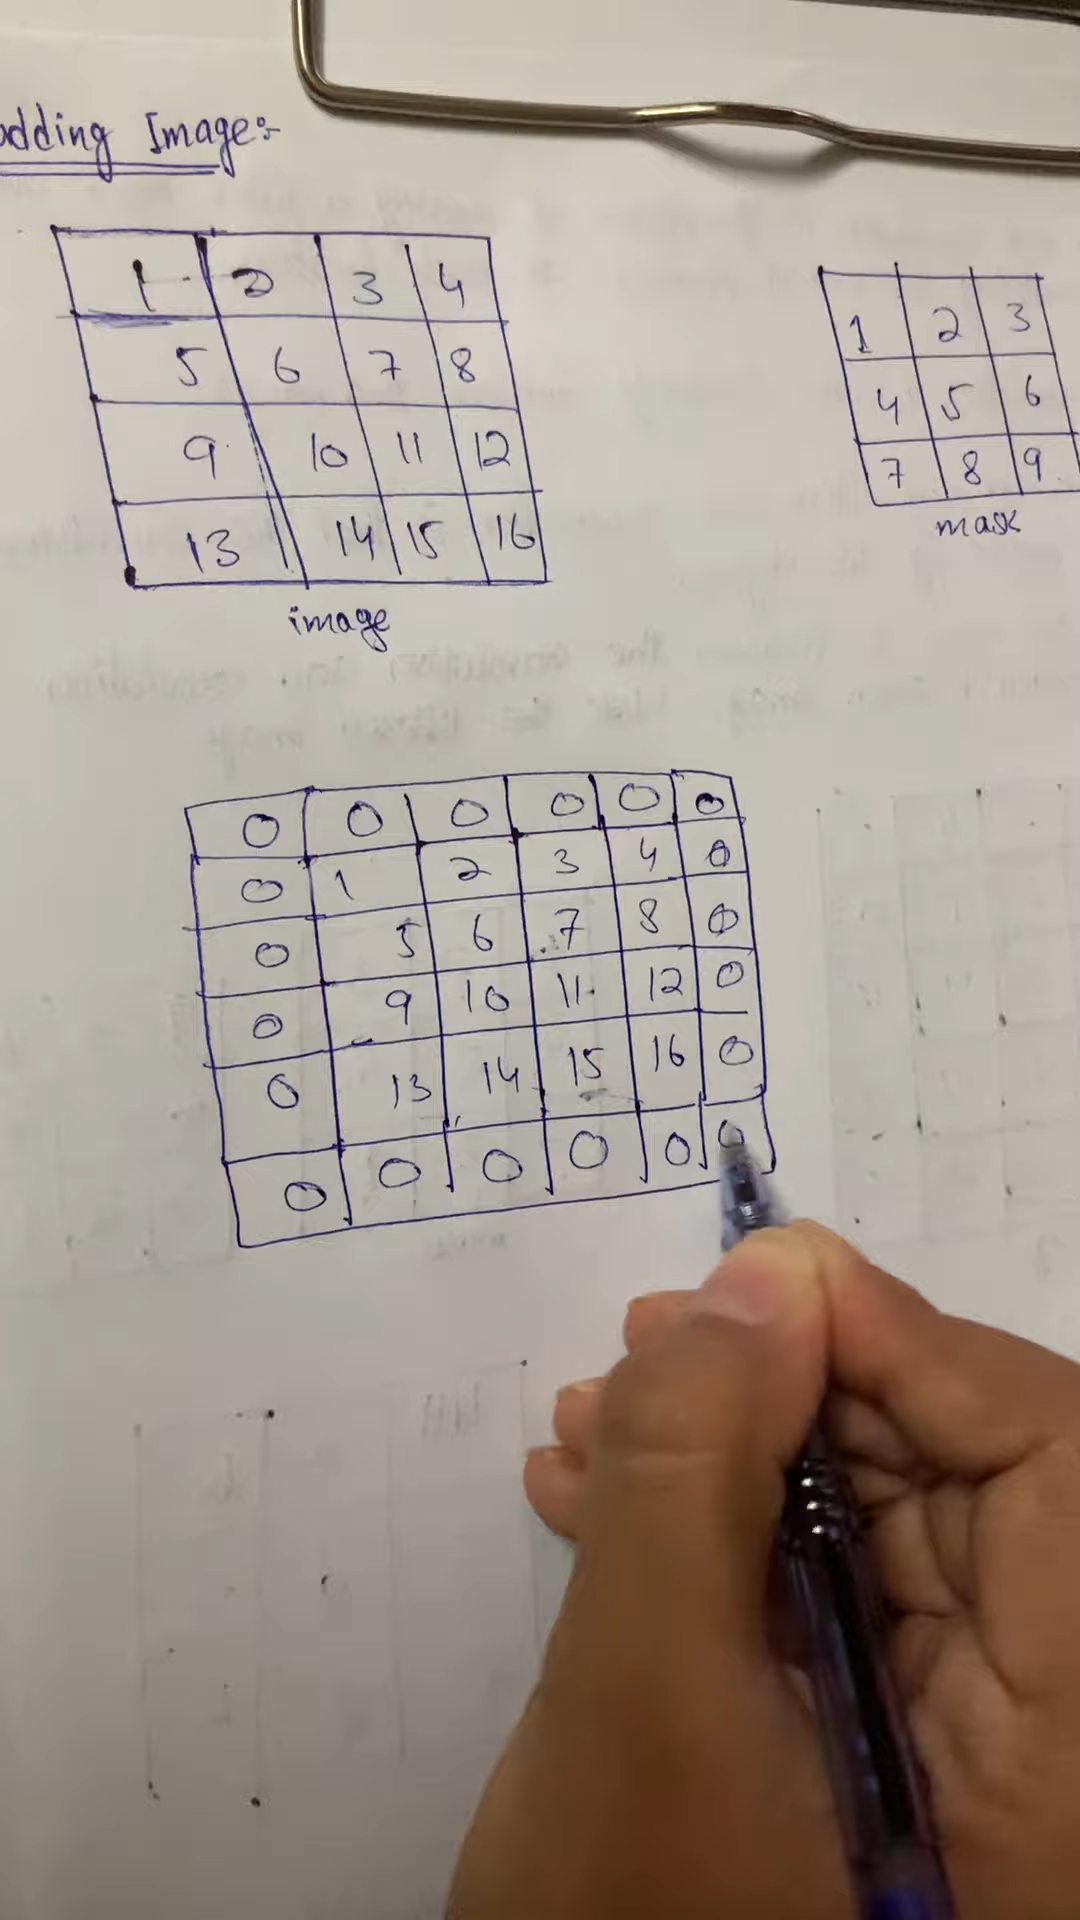 adding Image:-
1 2 3 4
5 6 7 8
9 10 11 12
13 14 15 16
image
1 2 3
4 5 6
7 8 9
mask
0 0 0 0 0 0
0 1 2 3 4 0
0 5 6 7 8 0
0 9 10 11 12 0
0 13 14 15 16 0
0 0 0 0 0 0